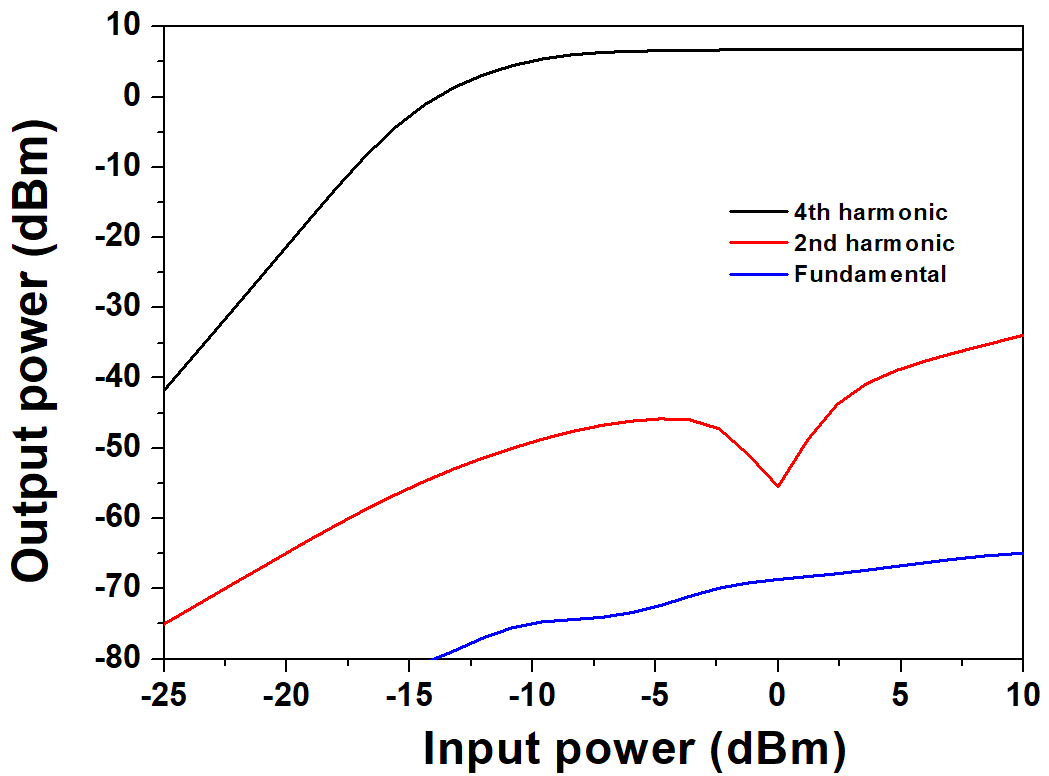 10
0
-10
-20
-30
-40
-50
-60
-70
-80
Output power (dBm)
4th harmonic
2nd harmonic
Fundamental
-25 -20 -15 -10 -5 0 5 10
Input power (dBm)